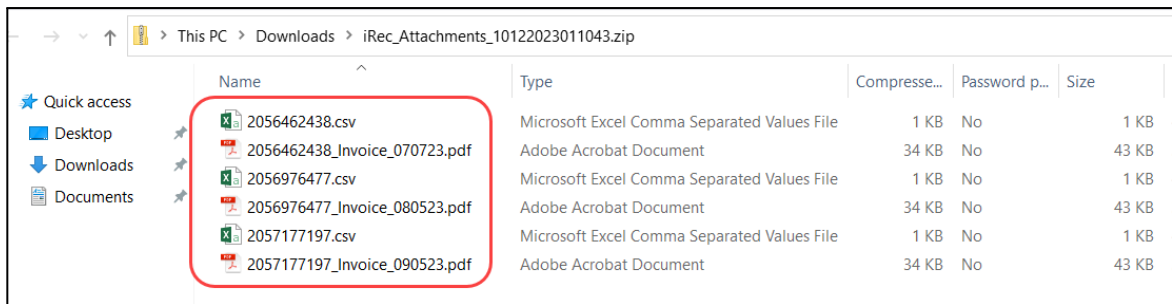 This PC > Downloads > iRec_Attachments_10122023011043.zip
Name Type Compresse... Password p... Size
Quick access
Desktop
Downloads
Documents
2056462438.csv Microsoft Excel Comma Separated Values File 1 KB No 1 KB
2056462438_Invoice_070723.pdf Adobe Acrobat Document 34 KB No 43 KB
2056976477.csv Microsoft Excel Comma Separated Values File 1 KB No 1 KB
2056976477_Invoice_080523.pdf Adobe Acrobat Document 34 KB No 43 KB
2057177197.csv Microsoft Excel Comma Separated Values File 1 KB No 1 KB
2057177197_Invoice_090523.pdf Adobe Acrobat Document 34 KB No 43 KB